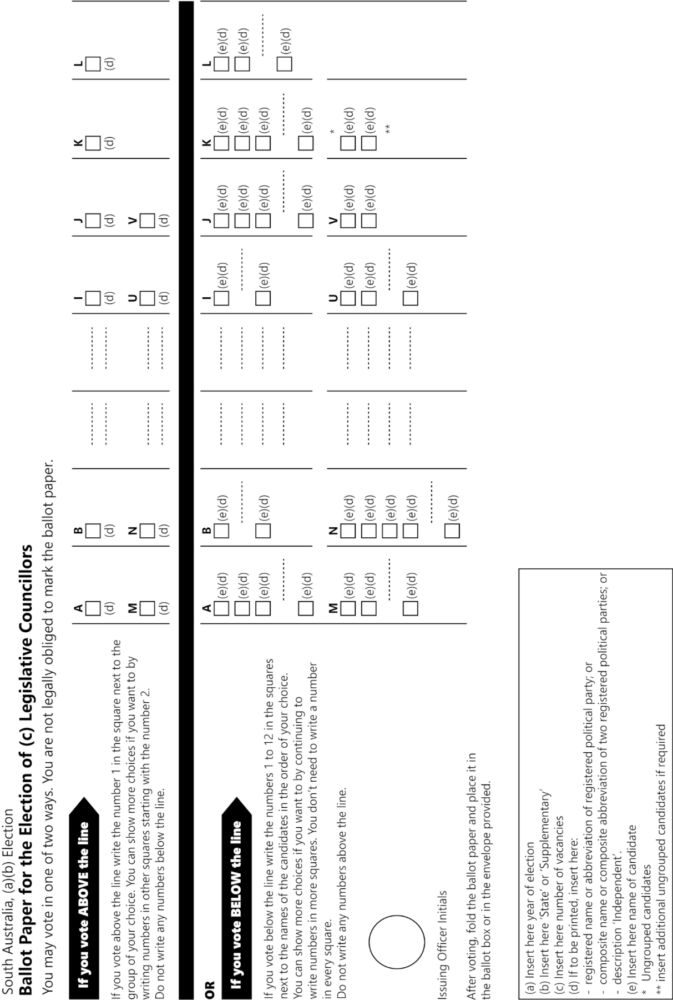 South Australia, (a)(b) Election
Ballot Paper for the Election of (c) Legislative Councillors
You may vote in one of two ways. You are not legally obliged to mark the ballot paper.
If you vote ABOVE the line
If you vote above the line write the number 1 in the square next to the
group of your choice. You can show more choices if you want to by
writing numbers in other squares starting with the number 2.
Do not write any numbers below the line.
A B I J K L
(d) (d) (d) (d) (d) (d)
M N U V
(d) (d) (d) (d)
OR
If you vote BELOW the line
If you vote below the line write the numbers 1 to 12 in the squares
next to the names of the candidates in the order of your choice.
You can show more choices if you want to by continuing to
write numbers in more squares. You don't need to write a number
in every square.
Do not write any numbers above the line.
A B I J K L
(e)(d) (e)(d) (e)(d) (e)(d) (e)(d) (e)(d)
(e)(d) (e)(d) (e)(d) (e)(d)
(e)(d) (e)(d) (e)(d) (e)(d) (e)(d)
(e)(d)
(e)(d) (e)(d) (e)(d)
M N U V *
(e)(d) (e)(d) (e)(d) (e)(d) (e)(d)
(e)(d) (e)(d) (e)(d) (e)(d) (e)(d)
(e)(d) **
(e)(d) (e)(d) (e)(d)
(e)(d)
Issuing Officer Initials
After voting, fold the ballot paper and place it in
the ballot box or in the envelope provided.
(a) Insert here year of election
(b) Insert here 'State' or 'Supplementary'
(c) Insert here number of vacancies
(d) If to be printed, insert here:
- registered name or abbreviation of registered political party; or
- composite name or composite abbreviation of two registered political parties; or
- description 'Independent'.
(e) Insert here name of candidate
* Ungrouped candidates
** insert additional ungrouped candidates if required